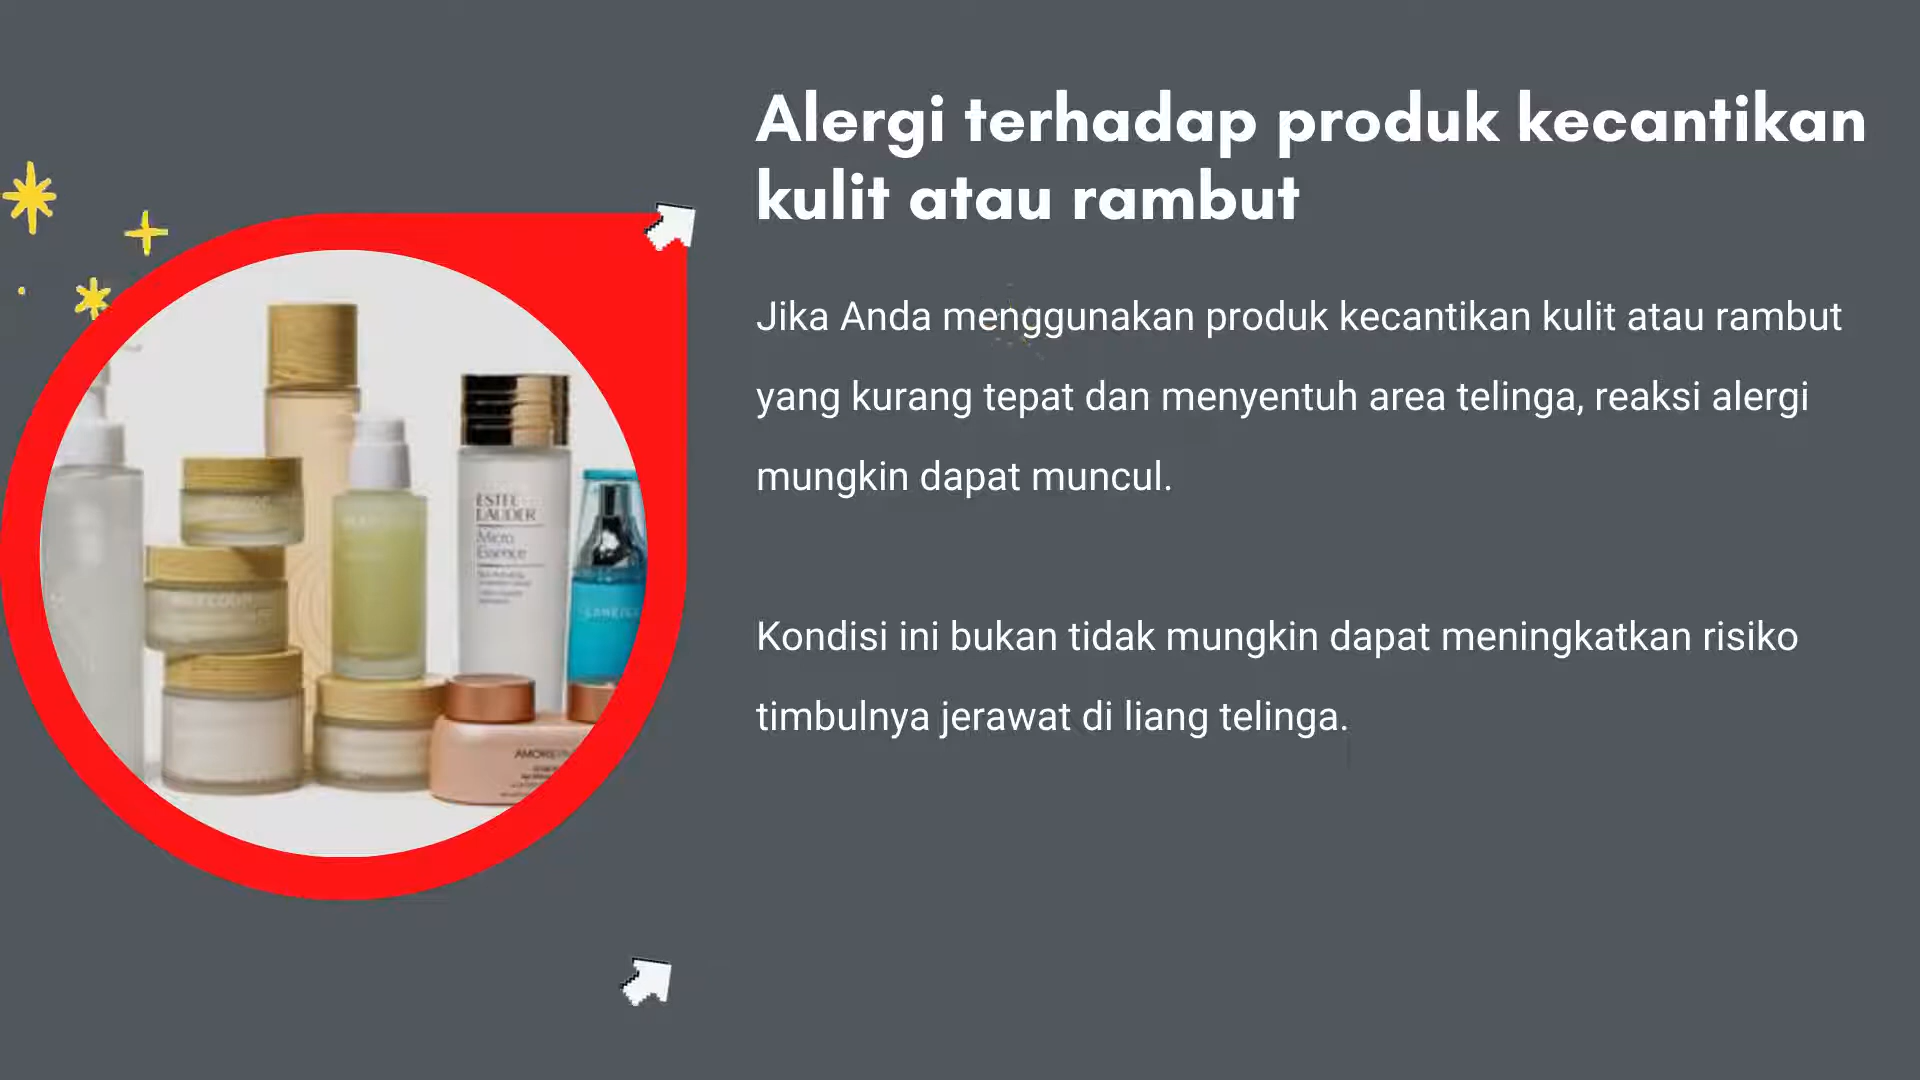 Alergi terhadap produk kecantikan
kulit atau rambut
Jika Anda menggunakan produk kecantikan kulit atau rambut
yang kurang tepat dan menyentuh area telinga, reaksi alergi
mungkin dapat muncul.
Kondisi ini bukan tidak mungkin dapat meningkatkan risiko
timbulnya jerawat di liang telinga.
ESTEE
LAUDER
Micro
Essence
LANEIGE
AMORE